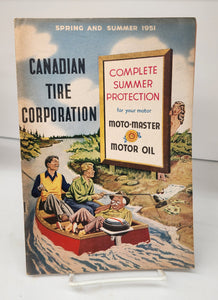 SPRING AND SUMMER 1951
CANADIAN
TIRE
CORPORATION
COMPLETE
SUMMER
PROTECTION
for your motor
MOTO-MASTER
MOTOR OIL